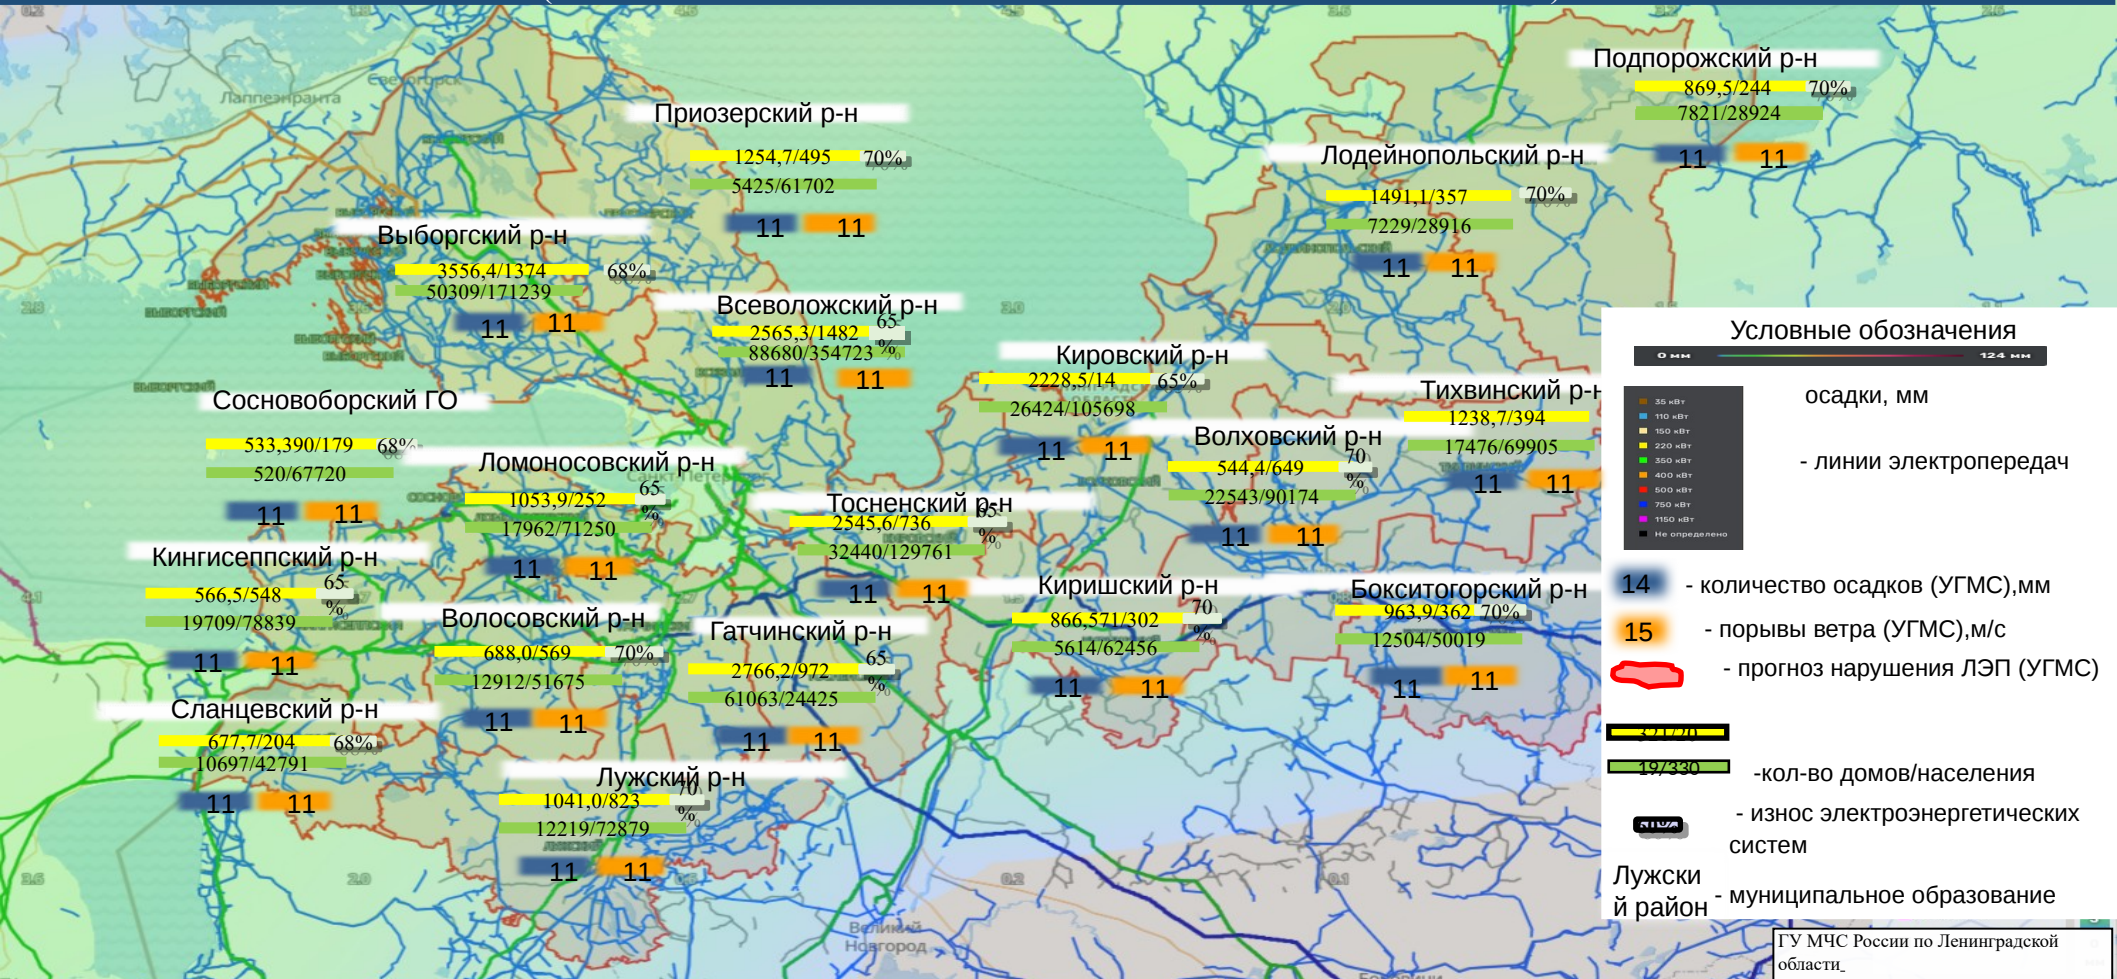 Подпорожский р-н
869,5/244 70%
7821/28924
11 11
Приозерский р-н
1254,7/495 70%
5425/61702
11 11
Лодейнопольский р-н
1491,1/357 70%
7229/28916
11 11
Светогорск
Лаппеэнранта
Выборгский р-н
3556,4/1374 68%
50309/171239
11 11
Всеволожский р-н
2565,3/1482 65%
88680/354723
11 11
Кировский р-н
2228,5/14 65%
26424/105698
11 11
Тихвинский р-н
1238,7/394
17476/69905
11 11
Сосновоборский ГО
533,390/179 68%
520/67720
11 11
Ломоносовский р-н
1053,9/252 65%
17962/71250
11 11
Волховский р-н
544,4/649 70%
22543/90174
11 11
Тосненский р-н
2545,6/736 65%
32440/129761
11 11
Кингисеппский р-н
566,5/548 65%
19709/78839
11 11
Волосовский р-н
688,0/569 70%
12912/51675
11 11
Гатчинский р-н
2766,2/972 65%
61063/24425
11 11
Киришский р-н
866,571/302 70%
5614/62456
11 11
Бокситогорский р-н
963,9/362 70%
12504/50019
11 11
Сланцевский р-н
677,7/204 68%
10697/42791
11 11
Лужский р-н
1041,0/823 70%
12219/72879
11 11
Великий
Новгород
Условные обозначения
0 мм 124 мм
осадки, мм
35 кВт
110 кВт
150 кВт
220 кВт
350 кВт
400 кВт
500 кВт
750 кВт
1150 кВт
Не определено
- линии электропередач
14 - количество осадков (УГМС),мм
15 - порывы ветра (УГМС),м/с
- прогноз нарушения ЛЭП (УГМС)
321/20
19/330 -кол-во домов/населения
- износ электроэнергетических
систем
Лужски
й район - муниципальное образование
ГУ МЧС России по Ленинградской
области